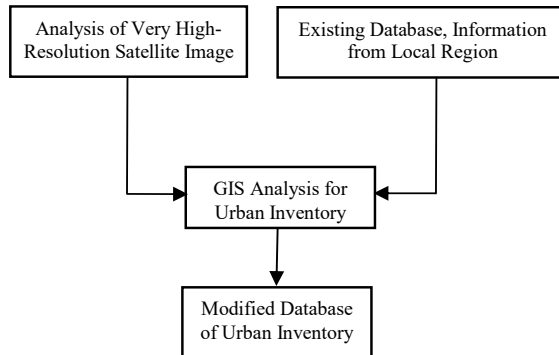 Analysis of Very High-
Resolution Satellite Image
Existing Database, Information
from Local Region
GIS Analysis for
Urban Inventory
Modified Database
of Urban Inventory